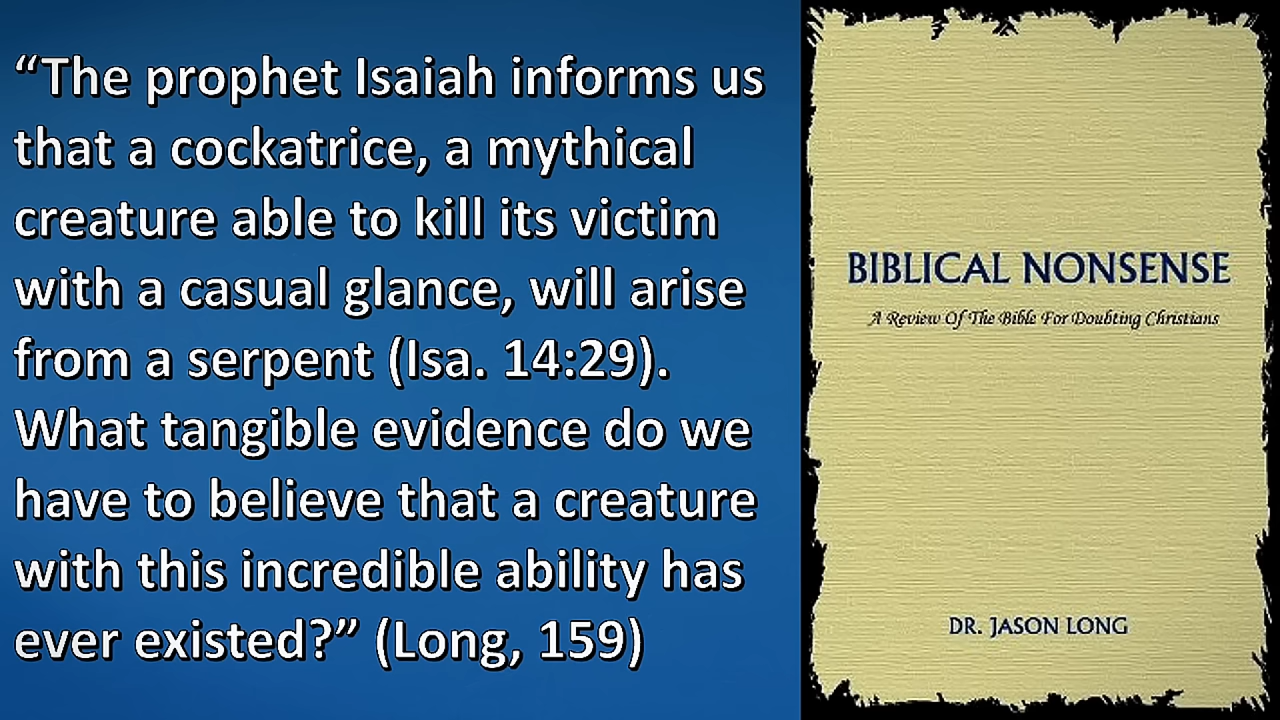 “The prophet Isaiah informs us
that a cockatrice, a mythical
creature able to kill its victim
with a casual glance, will arise
from a serpent (Isa. 14:29).
What tangible evidence do we
have to believe that a creature
with this incredible ability has
ever existed?” (Long, 159)
BIBLICAL NONSENSE
A Review Of The Bible For Doubting Christians
DR. JASON LONG